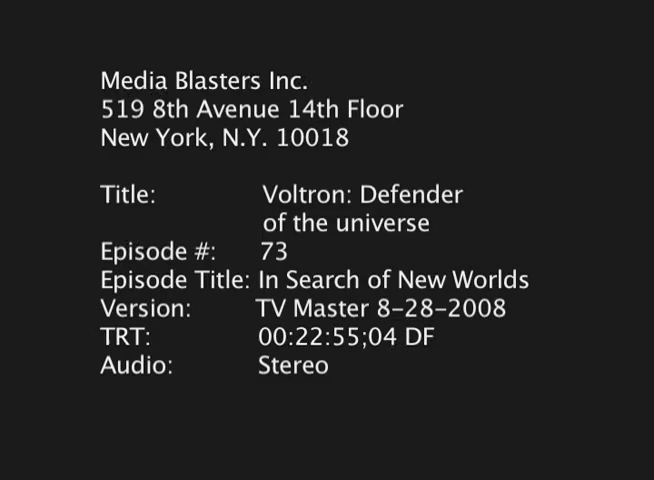 Media Blasters Inc.
519 8th Avenue 14th Floor
New York, N.Y. 10018
Title: Voltron: Defender
of the universe
Episode #: 73
Episode Title: In Search of New Worlds
Version: TV Master 8-28-2008
TRT: 00:22:55;04 DF
Audio: Stereo